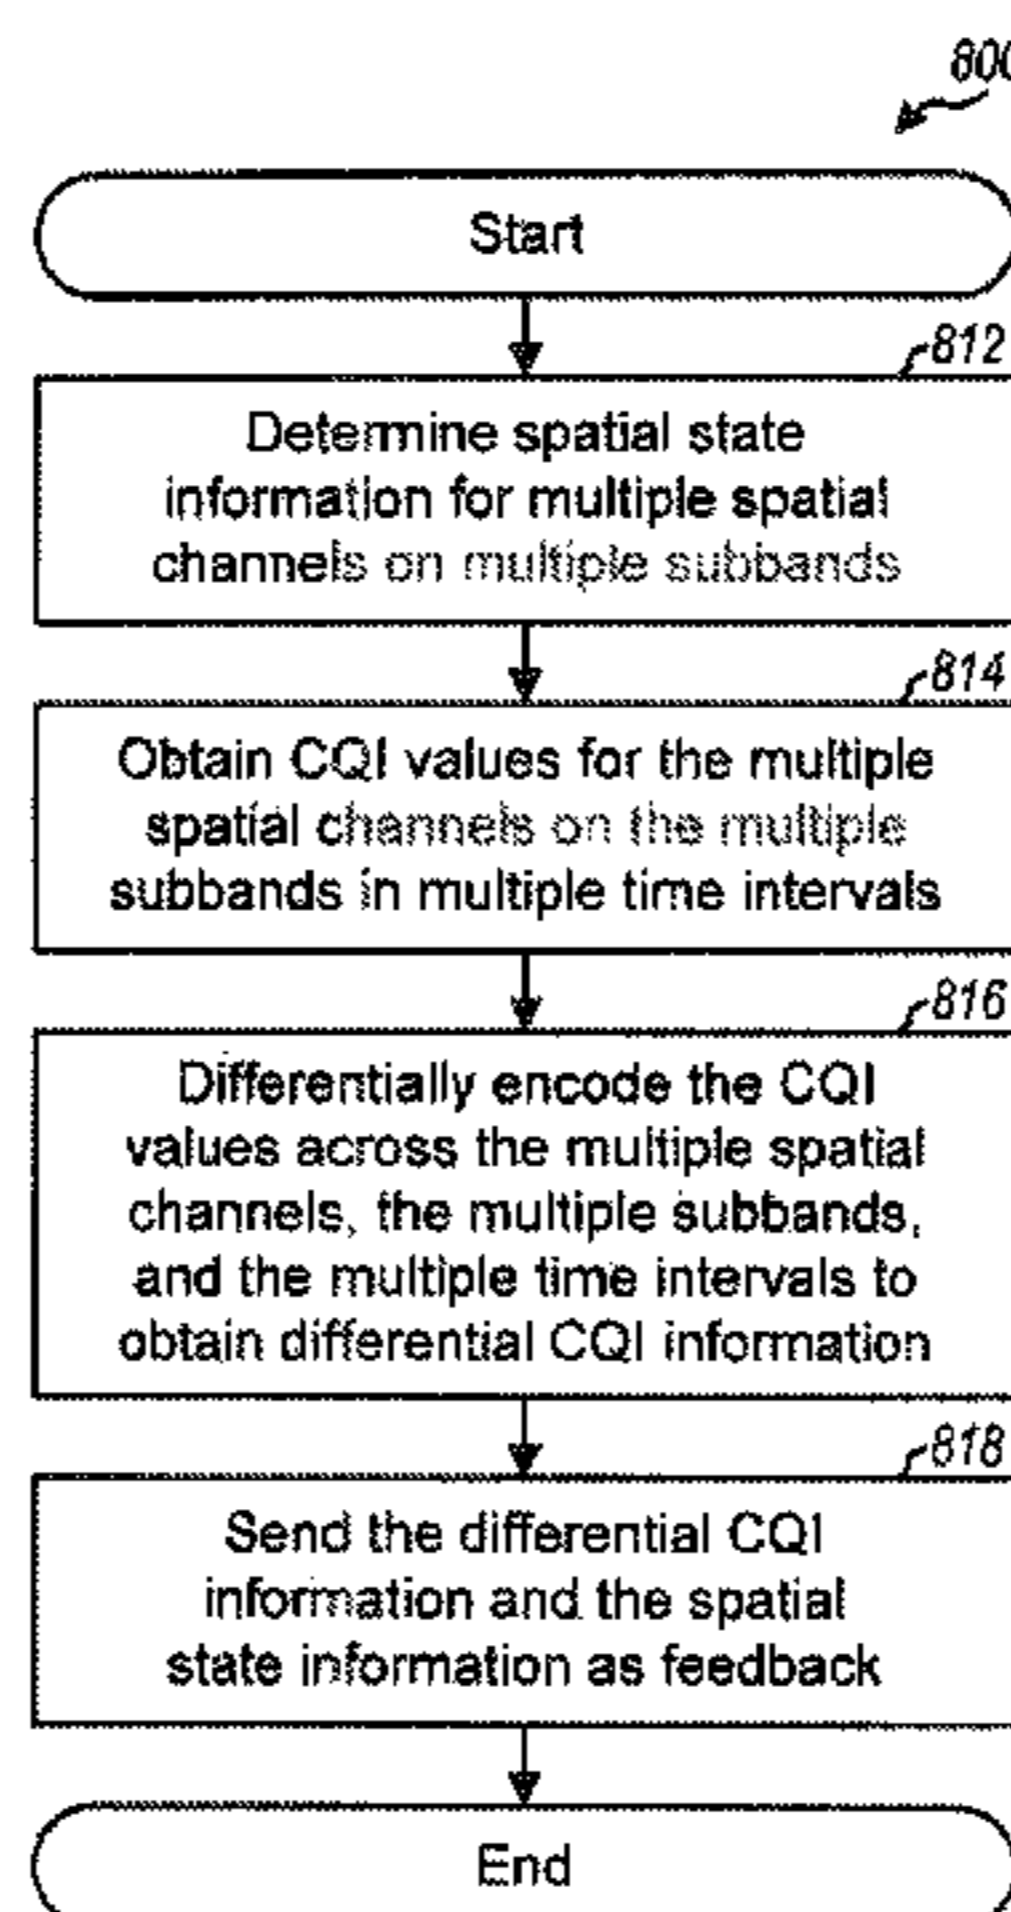 800
Start
812
Determine spatial state
information for multiple spatial
channels on multiple subbands
814
Obtain CQI values for the multiple
spatial channels on the multiple
subbands in multiple time intervals
816
Differentially encode the CQI
values across the multiple spatial
channels, the multiple subbands,
and the multiple time intervals to
obtain differential CQI information
818
Send the differential CQI
information and the spatial
state information as feedback
End